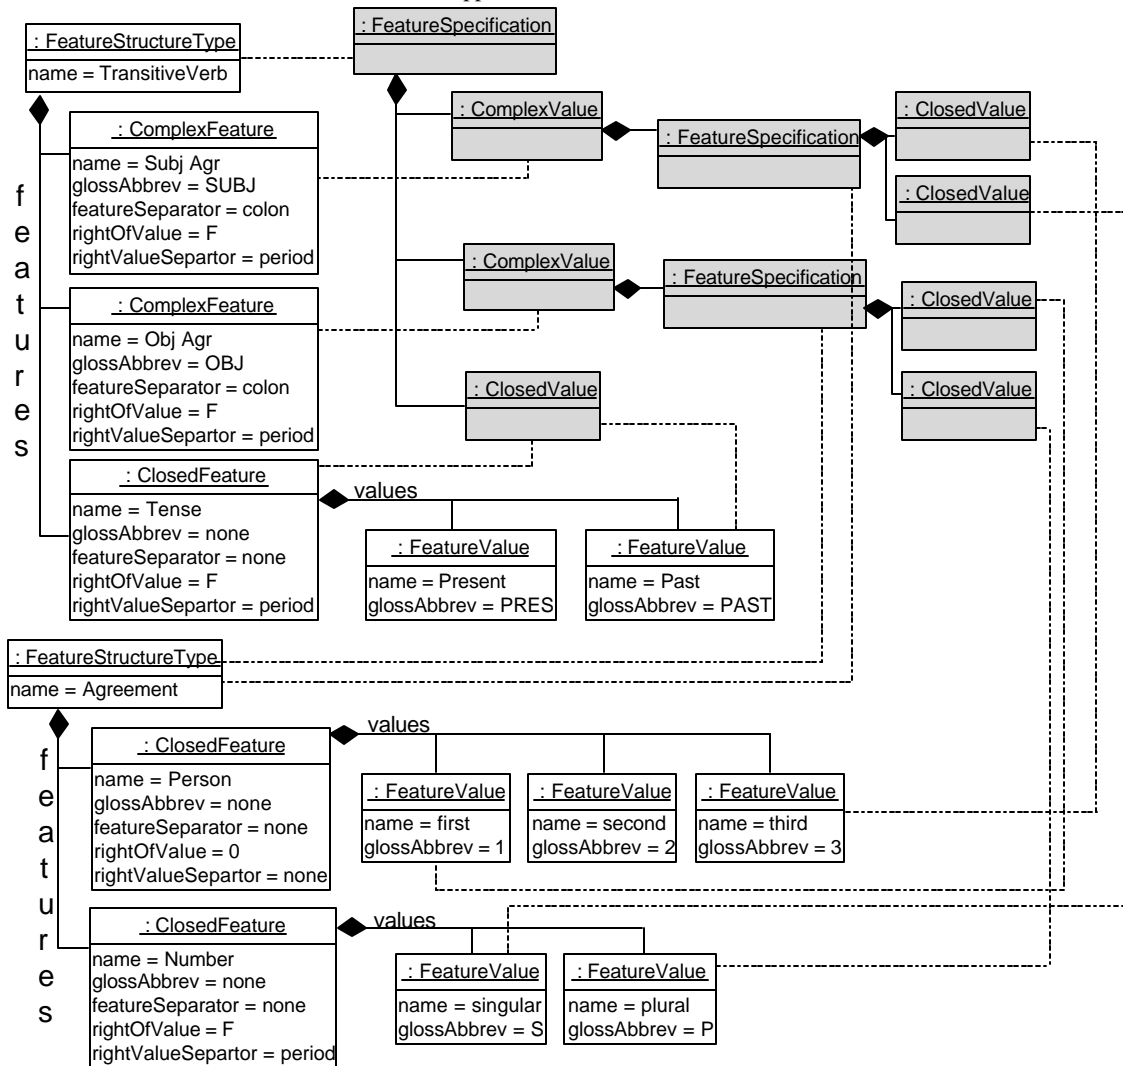 : FeatureSpecification
: FeatureStructureType
name = TransitiveVerb
: ComplexValue
: FeatureSpecification
: ClosedValue
: ClosedValue
features
: ComplexFeature
name = Subj Agr
glossAbbrev = SUBJ
featureSeparator = colon
rightOfValue = F
rightValueSepartor = period
: ComplexValue
: FeatureSpecification
: ClosedValue
: ClosedValue
: ComplexFeature
name = Obj Agr
glossAbbrev = OBJ
featureSeparator = colon
rightOfValue = F
rightValueSepartor = period
: ClosedValue
: ClosedFeature
name = Tense
glossAbbrev = none
featureSeparator = none
rightOfValue = F
rightValueSepartor = period
values
: FeatureValue
name = Present
glossAbbrev = PRES
: FeatureValue
name = Past
glossAbbrev = PAST
: FeatureStructureType
name = Agreement
features
: ClosedFeature
name = Person
glossAbbrev = none
featureSeparator = none
rightOfValue = 0
rightValueSepartor = none
values
: FeatureValue
name = first
glossAbbrev = 1
: FeatureValue
name = second
glossAbbrev = 2
: FeatureValue
name = third
glossAbbrev = 3
: ClosedFeature
name = Number
glossAbbrev = none
featureSeparator = none
rightOfValue = F
rightValueSepartor = period
values
: FeatureValue
name = singular
glossAbbrev = S
: FeatureValue
name = plural
glossAbbrev = P